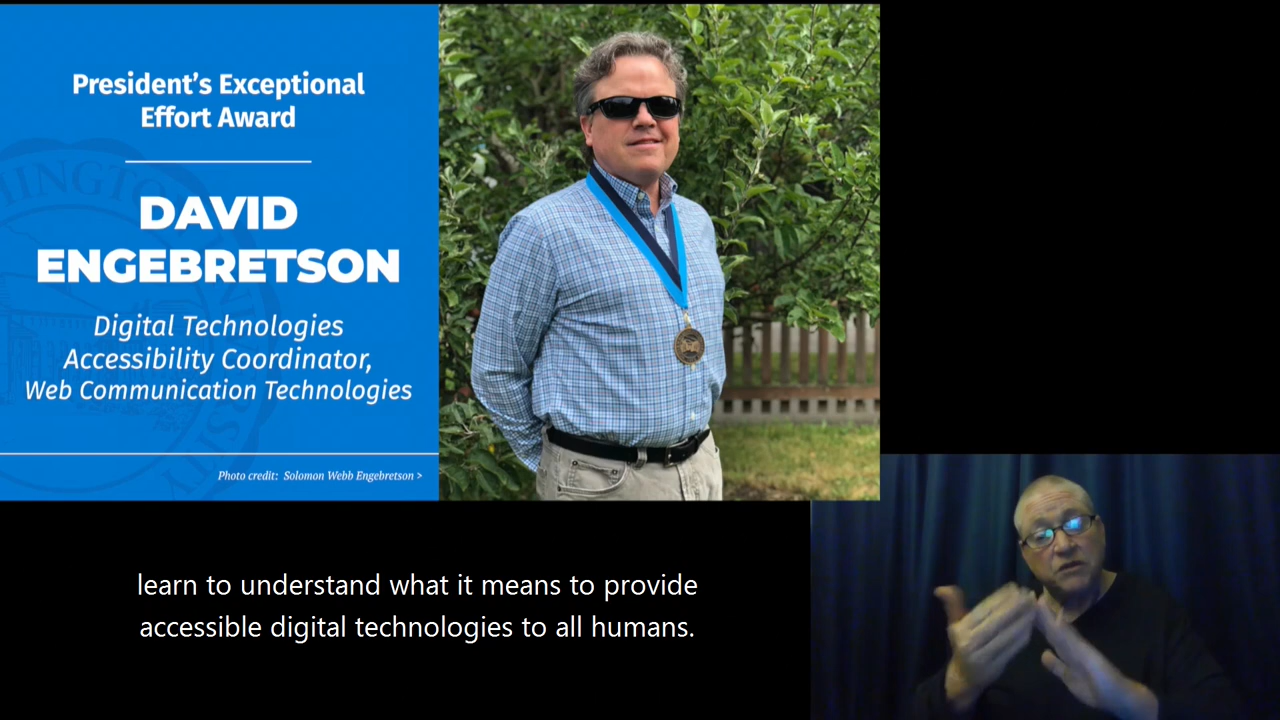 President’s Exceptional
Effort Award
DAVID
ENGEBRETSON
Digital Technologies
Accessibility Coordinator,
Web Communication Technologies
Photo credit: Solomon Webb Engebretson >
learn to understand what it means to provide
accessible digital technologies to all humans.